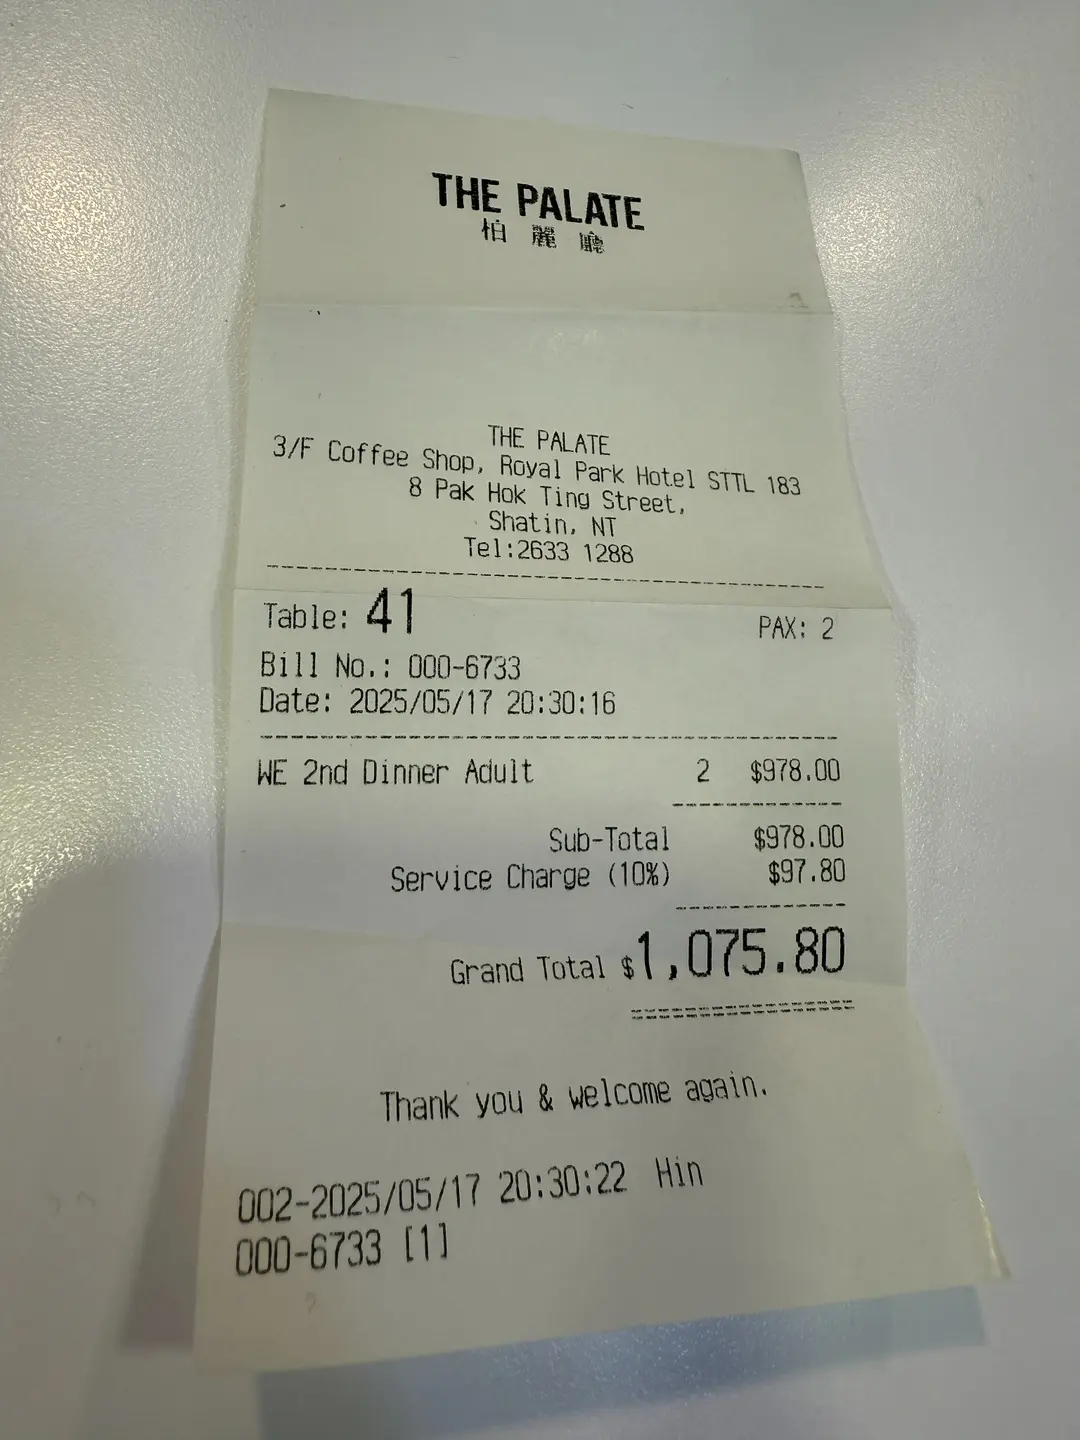 THE PALATE
柏麗廳
THE PALATE
3/F Coffee Shop, Royal Park Hotel STTL 183
8 Pak Hok Ting Street,
Shatin, NT
Tel:2633 1288
Table: 41 PAX: 2
Bill No.: 000-6733
Date: 2025/05/17 20:30:16
WE 2nd Dinner Adult 2 $978.00
Sub-Total $978.00
Service Charge (10%) $97.80
Grand Total $1,075.80
Thank you & welcome again.
002-2025/05/17 20:30:22 Hin
000-6733 [1]